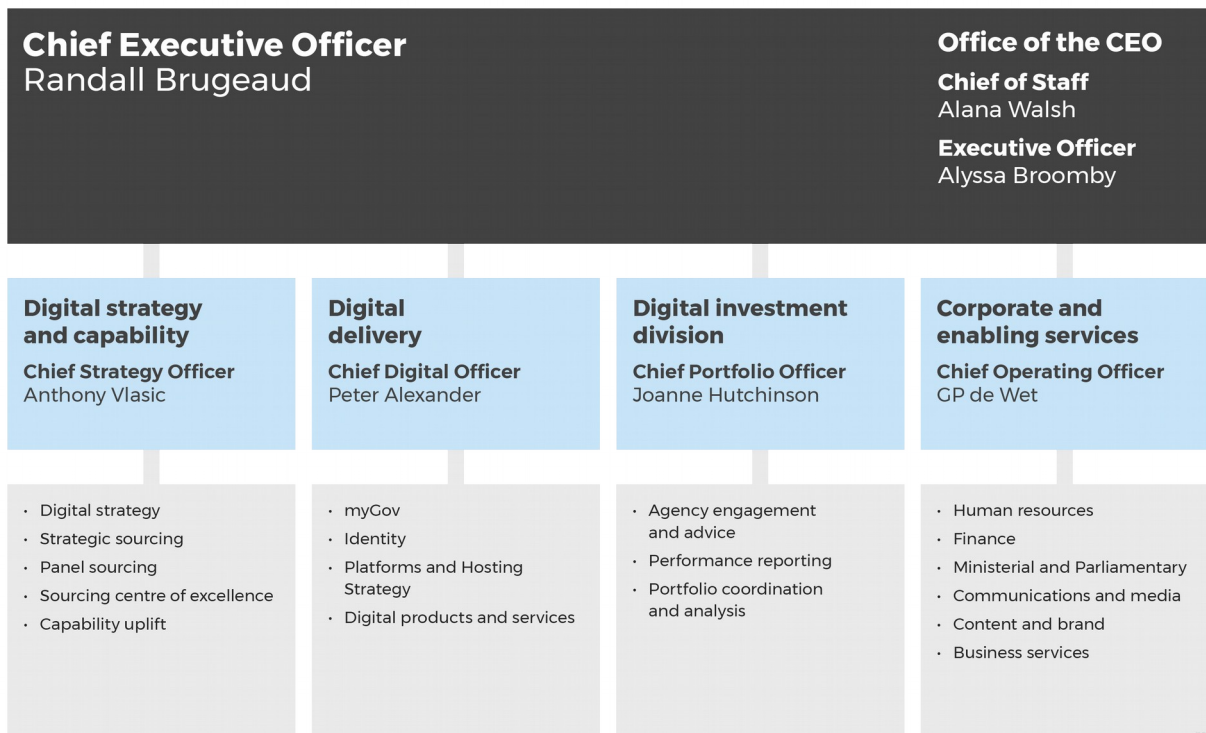 Chief Executive Officer
Randall Brugeaud
Office of the CEO
Chief of Staff
Alana Walsh
Executive Officer
Alyssa Broomby
Digital strategy
and capability
Chief Strategy Officer
Anthony Vlasic
Digital strategy
Strategic sourcing
Panel sourcing
Sourcing centre of excellence
Capability uplift
Digital
delivery
Chief Digital Officer
Peter Alexander
myGov
Identity
Platforms and Hosting
Strategy
Digital products and services
Digital investment
division
Chief Portfolio Officer
Joanne Hutchinson
Agency engagement
and advice
Performance reporting
Portfolio coordination
and analysis
Corporate and
enabling services
Chief Operating Officer
GP de Wet
Human resources
Finance
Ministerial and Parliamentary
Communications and media
Content and brand
Business services